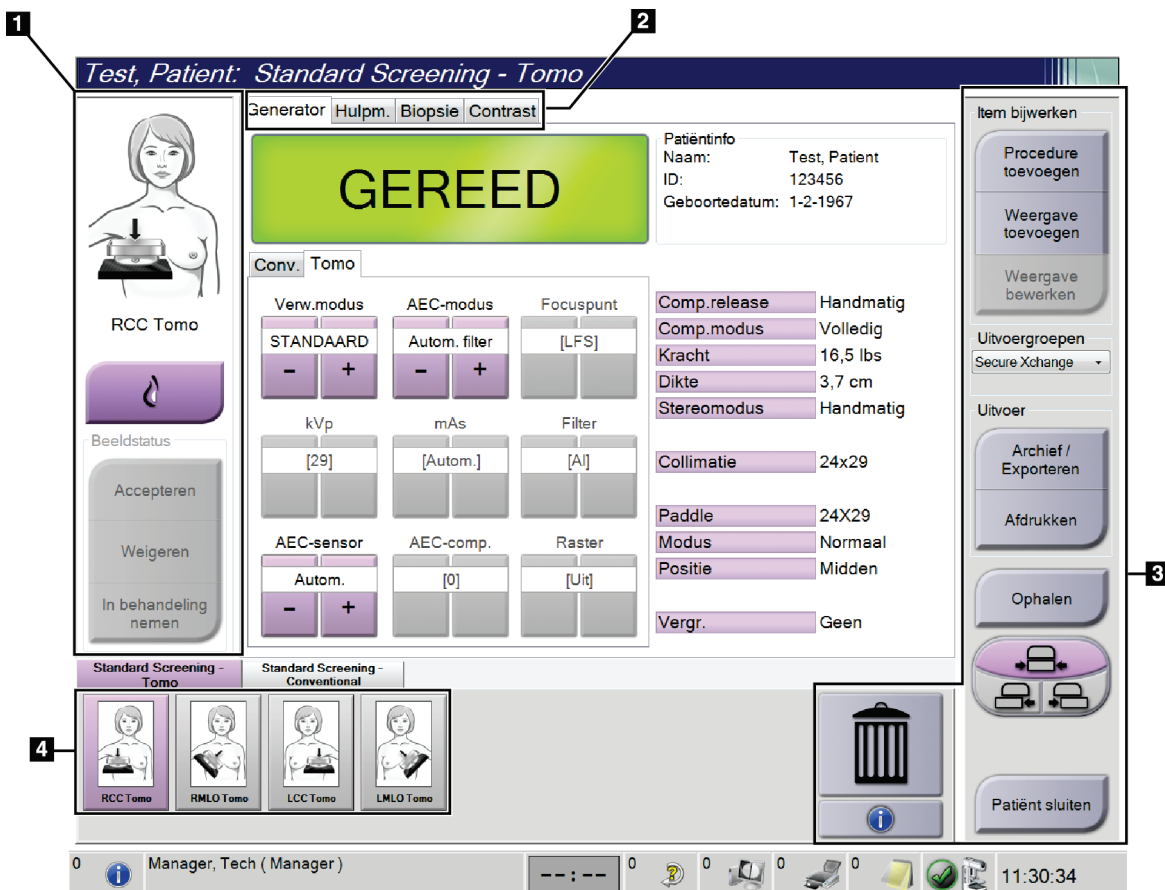 1
2
Test, Patient: Standard Screening - Tomo
Generator Hulpm. Biopsie Contrast
GEREED
Patiëntinfo
Naam: Test, Patient
ID: 123456
Geboortedatum: 1-2-1967
RCC Tomo
Beeldstatus
Accepteren
Weigeren
In behandeling
nemen
Conv. Tomo
Verw.modus AEC-modus Focuspunt
STANDAARD Autom. filter [LFS]
- + - +
kVp mAs Filter
[29] [Autom.] [Al]
AEC-sensor AEC-comp. Raster
Autom. [0] [Uit]
- +
Comp.release Handmatig
Comp.modus Volledig
Kracht 16,5 lbs
Dikte 3,7 cm
Stereomodus Handmatig
Collimatie 24x29
Paddle 24X29
Modus Normaal
Positie Midden
Vergr. Geen
Item bijwerken
Procedure
toevoegen
Weergave
toevoegen
Weergave
bewerken
Uitvoergroepen
Secure Xchange
Uitvoer
Archief /
Exporteren
Afdrukken
3
Ophalen
Patiënt sluiten
Standard Screening -
Tomo
Standard Screening -
Conventional
4
RCC Tomo RMLO Tomo LCC Tomo LMLO Tomo
0 Manager, Tech ( Manager ) --:-- 0 0 0 0 11:30:34